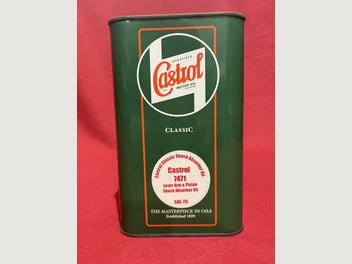 WAKEFIELD
Castrol
MOTOR OIL
CLASSIC
Castrol Classic Shock Absorber Oil
Castrol
7471
Lever Arm & Piston
Shock Absorber Oil
SAE-20
THE MASTERPIECE IN OILS
Established 1899